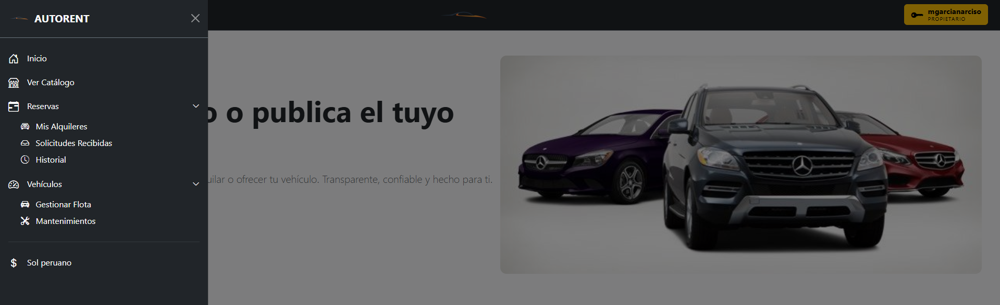 AUTORENT
mgarcianarciso
PROPIETARIO
Inicio
Ver Catálogo
Reservas
Mis Alquileres
Solicitudes Recibidas
Historial
Vehículos
Gestionar Flota
Mantenimientos
$ Sol peruano
o o publica el tuyo
uilar o ofrecer tu vehículo. Transparente, confiable y hecho para ti.